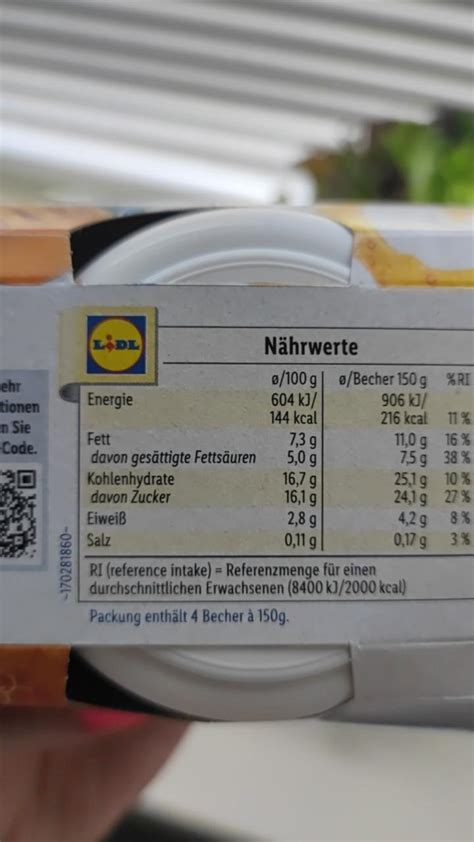 LIDL
Nährwerte
ø/100 g ø/Becher 150 g %RI
Energie 604 kJ/ 906 kJ/
144 kcal 216 kcal 11 %
Fett 7,3 g 11,0 g 16 %
davon gesättigte Fettsäuren 5,0 g 7,5 g 38 %
Kohlenhydrate 16,7 g 25,1 g 10 %
davon Zucker 16,1 g 24,1 g 27 %
Eiweiß 2,8 g 4,2 g 8 %
Salz 0,11 g 0,17 g 3 %
RI (reference intake) = Referenzmenge für einen
durchschnittlichen Erwachsenen (8400 kJ/2000 kcal)
Packung enthält 4 Becher à 150g.
ehr
tionen
n Sie
-Code.
~170281860~